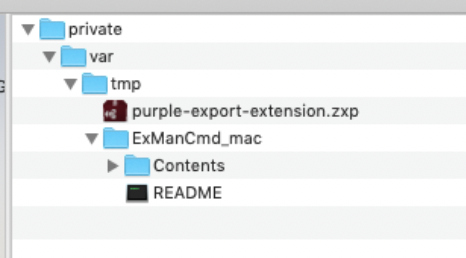 private
var
tmp
purple-export-extension.zxp
ExManCmd_mac
Contents
README